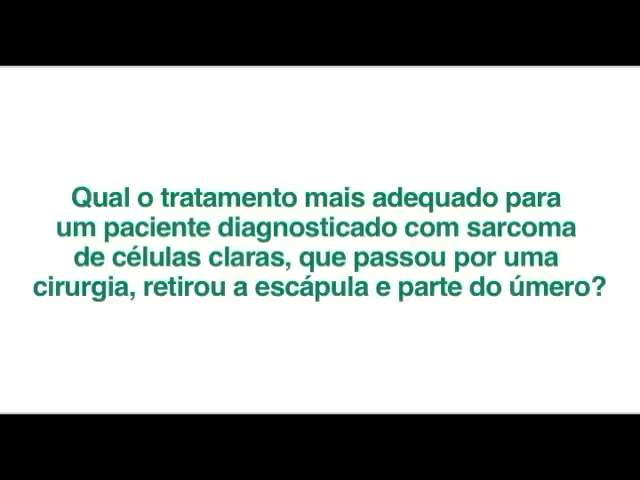 Qual o tratamento mais adequado para
um paciente diagnosticado com sarcoma
de células claras, que passou por uma
cirurgia, retirou a escápula e parte do úmero?